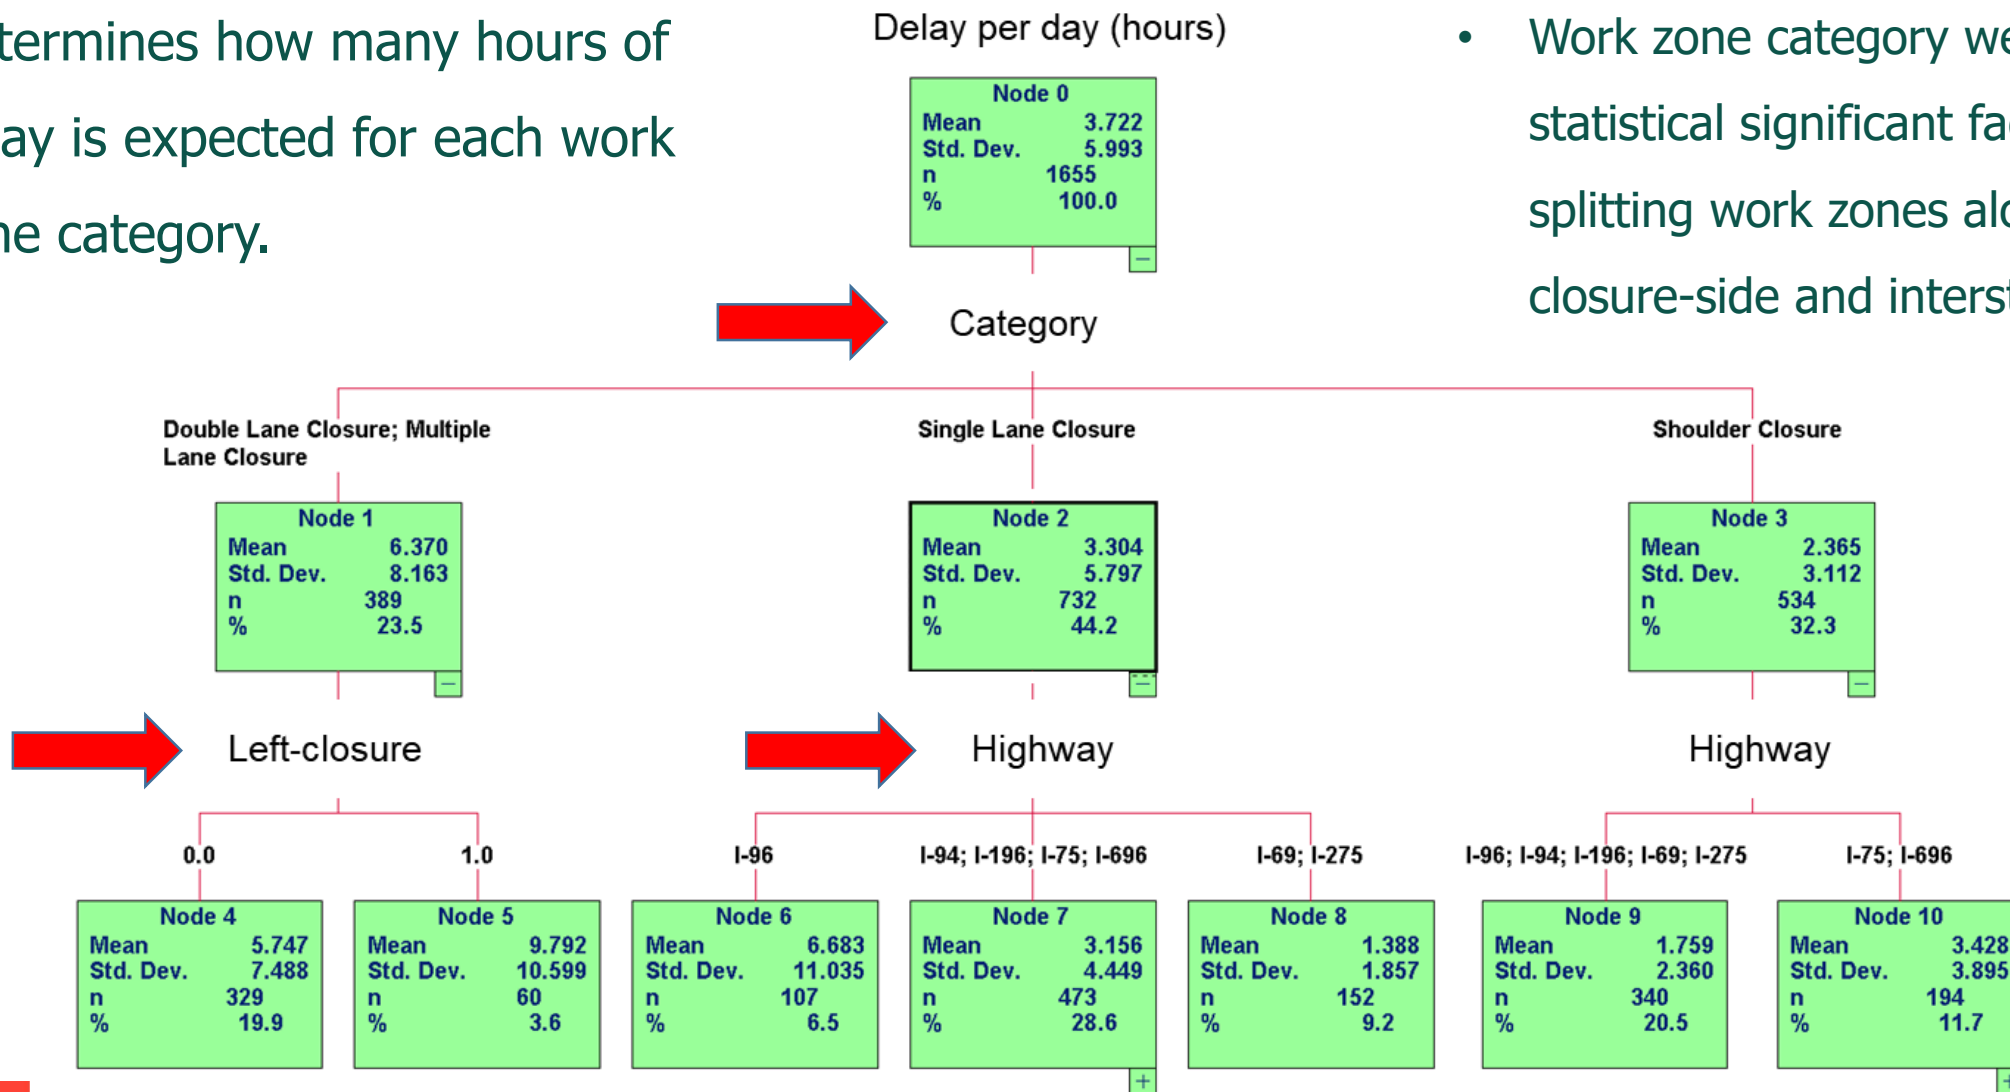 termines how many hours of
ay is expected for each work
ne category.
Delay per day (hours)
• Work zone category we
statistical significant fa
splitting work zones alo
closure-side and interst
Node 0
Mean 3.722
Std. Dev. 5.993
n 1655
% 100.0
−
Category
Double Lane Closure; Multiple
Lane Closure
Single Lane Closure
Shoulder Closure
Node 1
Mean 6.370
Std. Dev. 8.163
n 389
% 23.5
−
Node 2
Mean 3.304
Std. Dev. 5.797
n 732
% 44.2
−
Node 3
Mean 2.365
Std. Dev. 3.112
n 534
% 32.3
−
Left-closure
Highway
Highway
0.0
1.0
I-96
I-94; I-196; I-75; I-696
I-69; I-275
I-96; I-94; I-196; I-69; I-275
I-75; I-696
Node 4
Mean 5.747
Std. Dev. 7.488
n 329
% 19.9
Node 5
Mean 9.792
Std. Dev. 10.599
n 60
% 3.6
Node 6
Mean 6.683
Std. Dev. 11.035
n 107
% 6.5
Node 7
Mean 3.156
Std. Dev. 4.449
n 473
% 28.6
+
Node 8
Mean 1.388
Std. Dev. 1.857
n 152
% 9.2
Node 9
Mean 1.759
Std. Dev. 2.360
n 340
% 20.5
Node 10
Mean 3.428
Std. Dev. 3.895
n 194
% 11.7
+